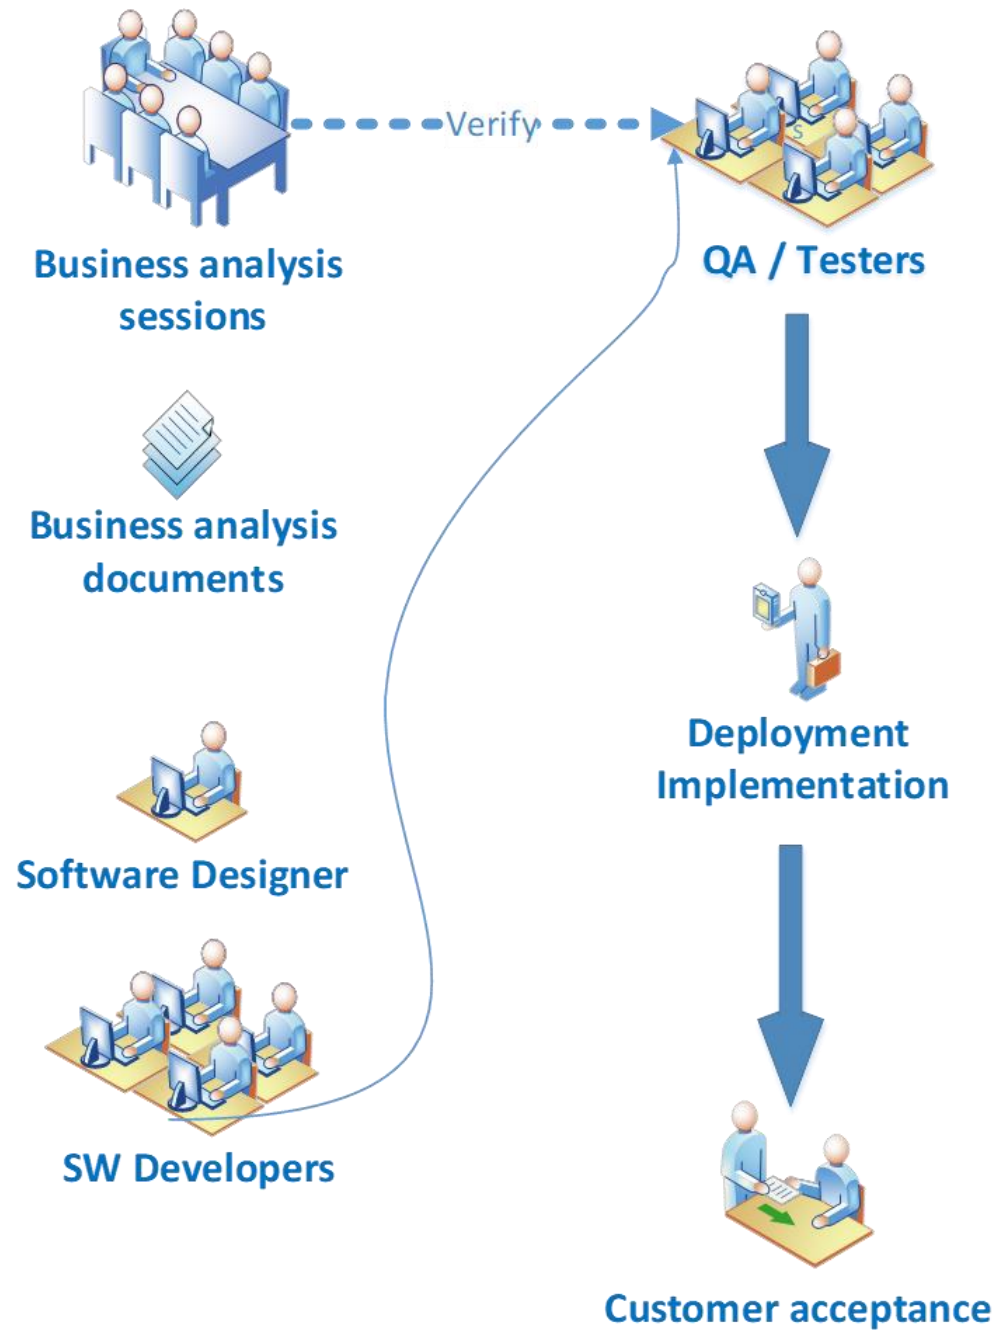 Verify
S
Business analysis
sessions
QA / Testers
Business analysis
documents
Deployment
Implementation
Software Designer
SW Developers
Customer acceptance